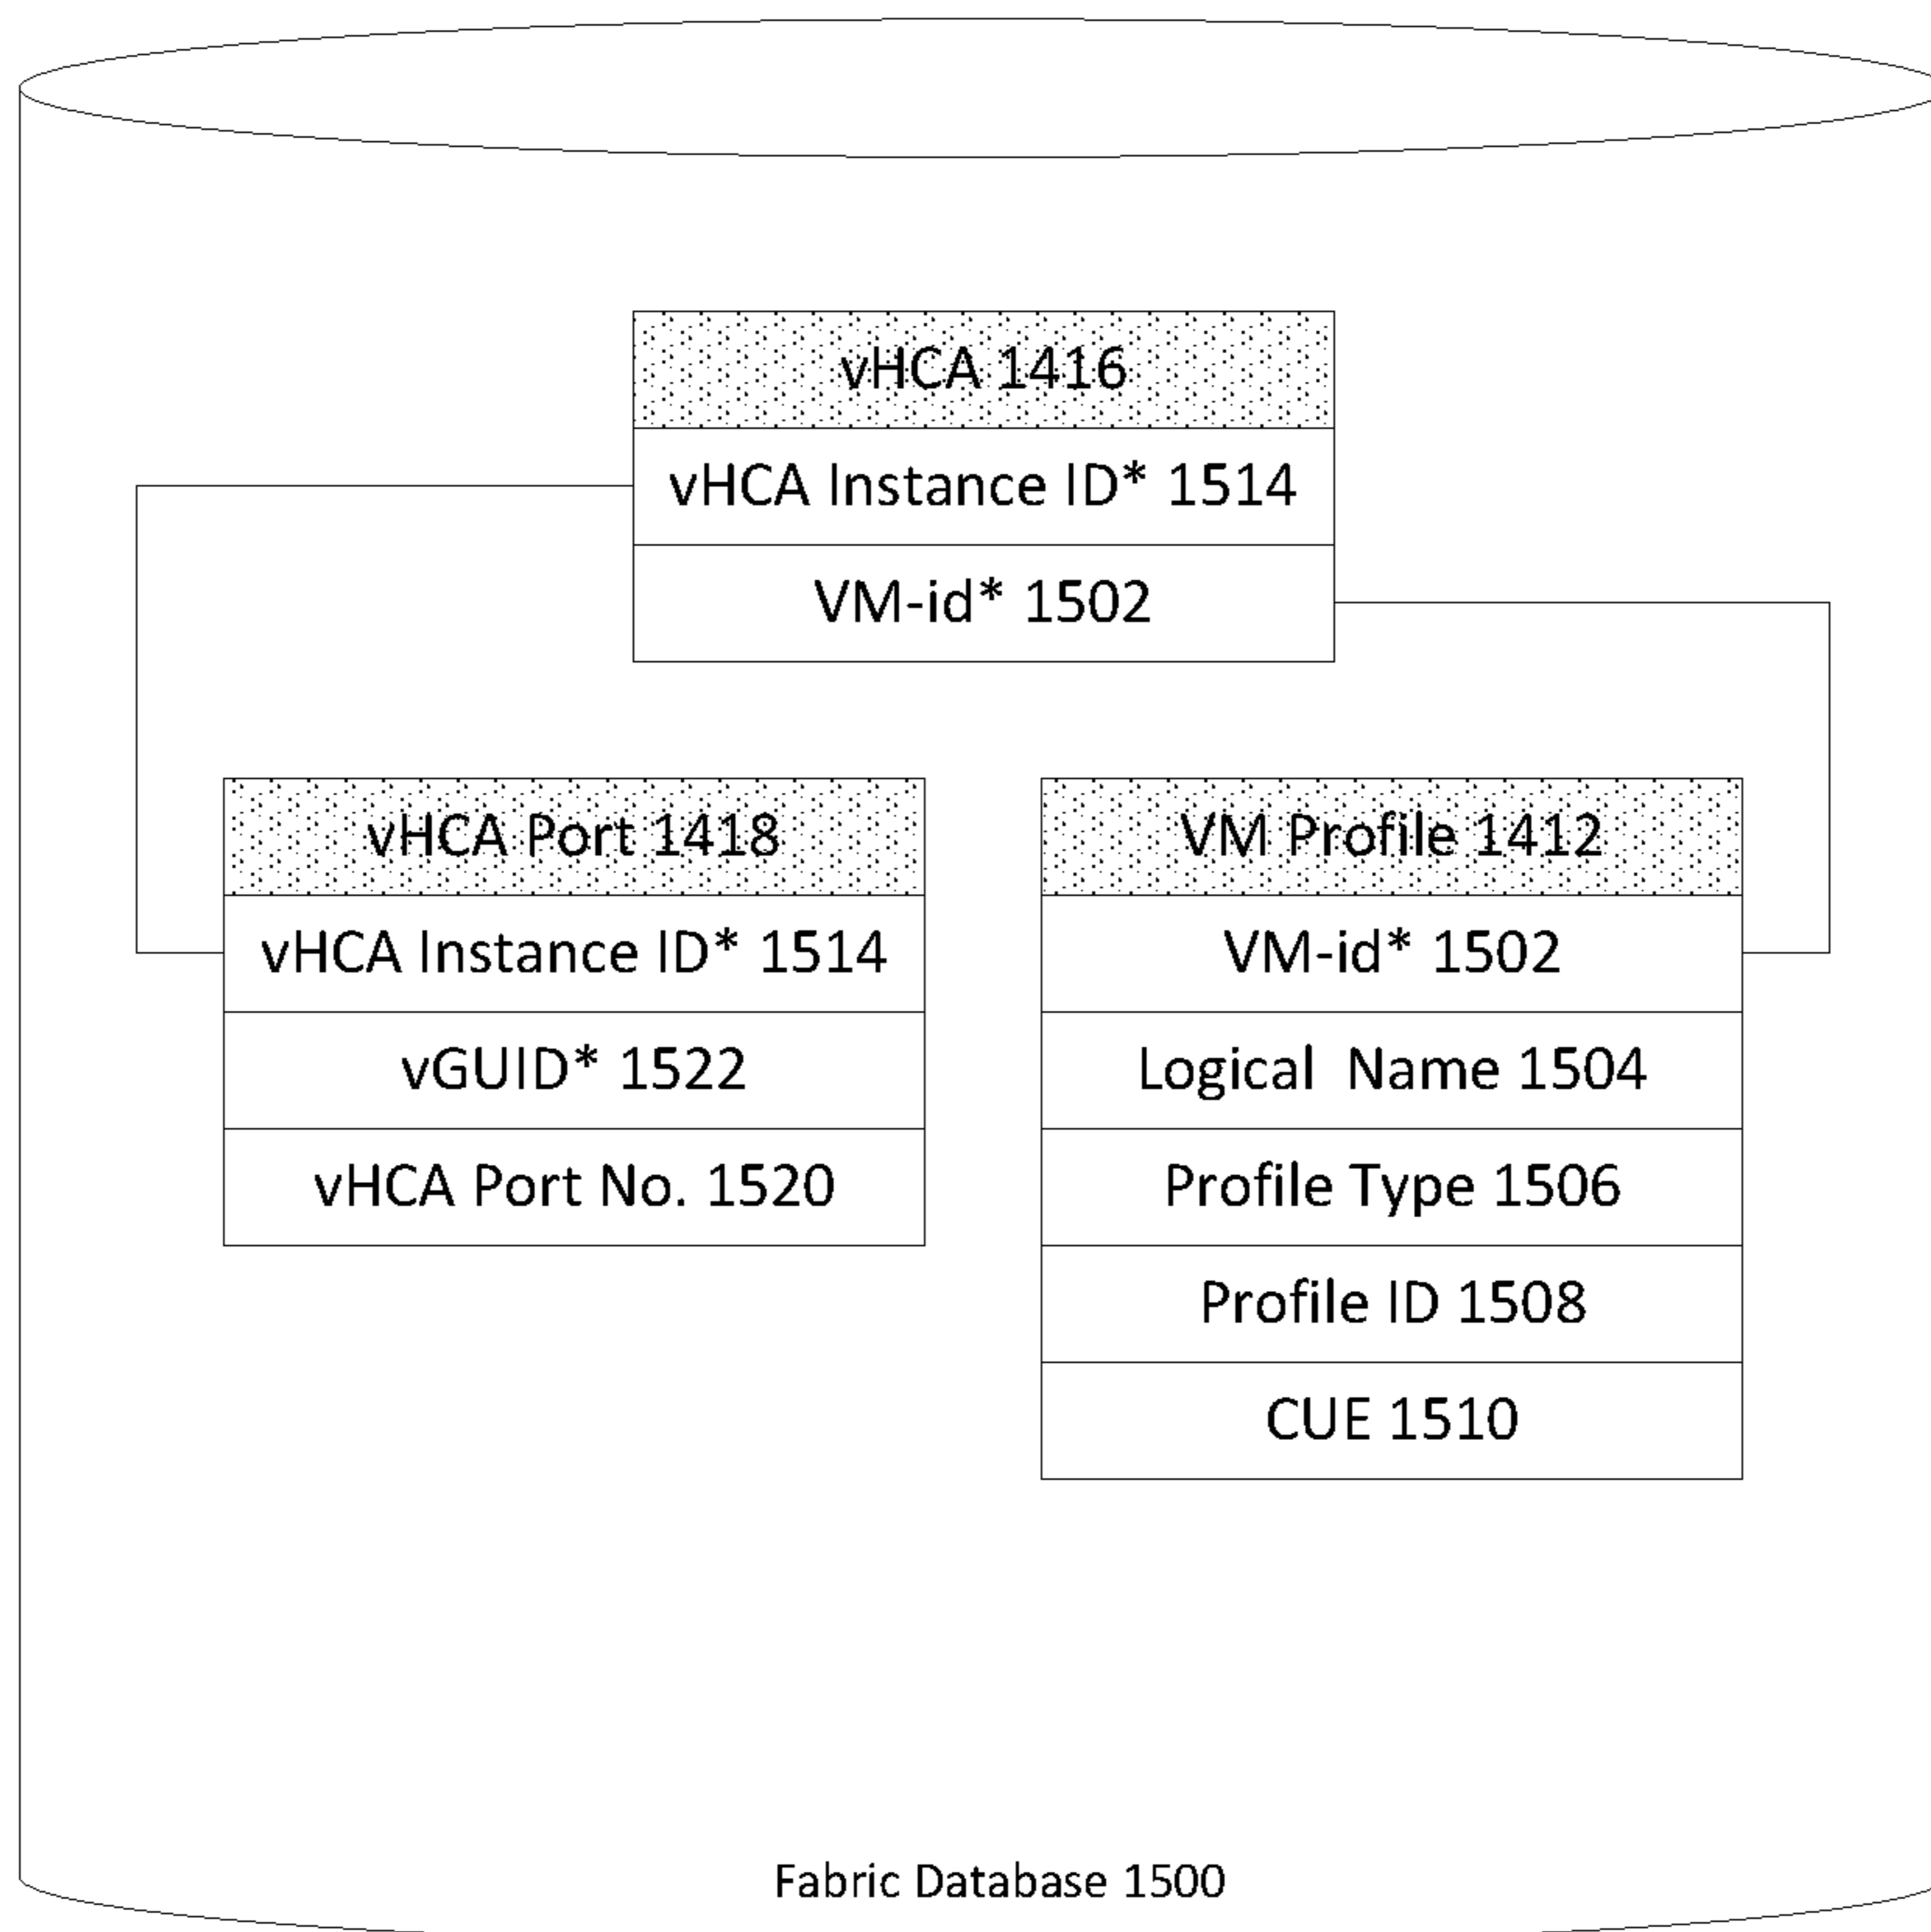 vHCA 1416
vHCA Instance ID* 1514
VM-id* 1502
vHCA Port 1418
vHCA Instance ID* 1514
vGUID* 1522
vHCA Port No. 1520
VM Profile 1412
VM-id* 1502
Logical Name 1504
Profile Type 1506
Profile ID 1508
CUE 1510
Fabric Database 1500